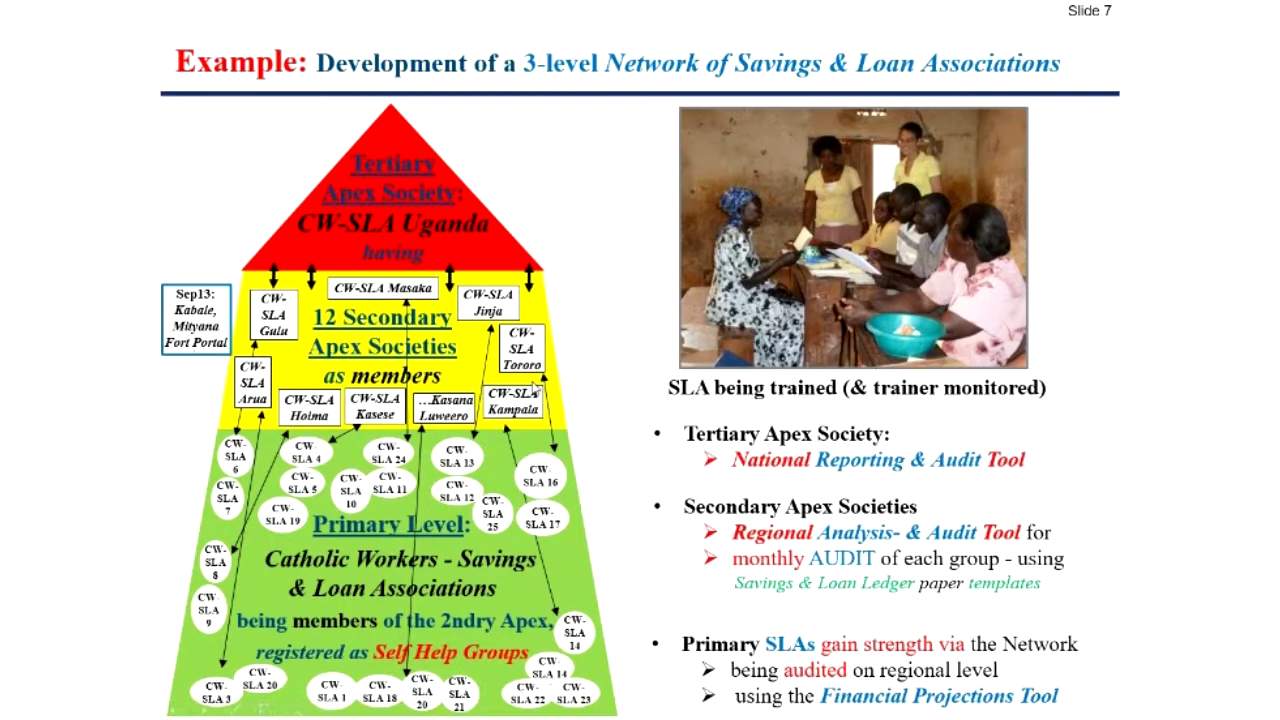 Slide 7
Example: Development of a 3-level Network of Savings & Loan Associations
Tertiary
Apex Society:
CW-SLA Uganda
having
Sep13:
Kabale,
Mityana
Fort Portal
CW-
SLA
Gulu
CW-SLA Masaka
CW-SLA
Jinja
12 Secondary
Apex Societies
as members
CW-
SLA
Tororo
CW-
SLA
Arua
CW-SLA
Hoima
CW-SLA
Kasese
...Kasana
Luweero
CW-SLA
Kampala
CW-
SLA
6
CW-
SLA 4
CW-
SLA 24
CW-
SLA 13
CW-
SLA 16
CW-
SLA
7
CW-
SLA 5
CW-
SLA
10
CW-
SLA 11
CW-
SLA 12
CW-
SLA
25
CW-
SLA 17
CW-
SLA 19
Primary Level:
Catholic Workers - Savings
& Loan Associations
being members of the 2ndry Apex,
registered as Self Help Groups
CW-
SLA
8
CW-
SLA
9
CW-
SLA
14
CW-
SLA 14
CW-
SLA 3
CW-
SLA 20
CW-
SLA 1
CW-
SLA 18
CW-
SLA
20
CW-
SLA
21
CW-
SLA 22
CW-
SLA 23
SLA being trained (& trainer monitored)
• Tertiary Apex Society:
➢ National Reporting & Audit Tool
• Secondary Apex Societies
➢ Regional Analysis- & Audit Tool for
➢ monthly AUDIT of each group - using
Savings & Loan Ledger paper templates
• Primary SLAs gain strength via the Network
➢ being audited on regional level
➢ using the Financial Projections Tool